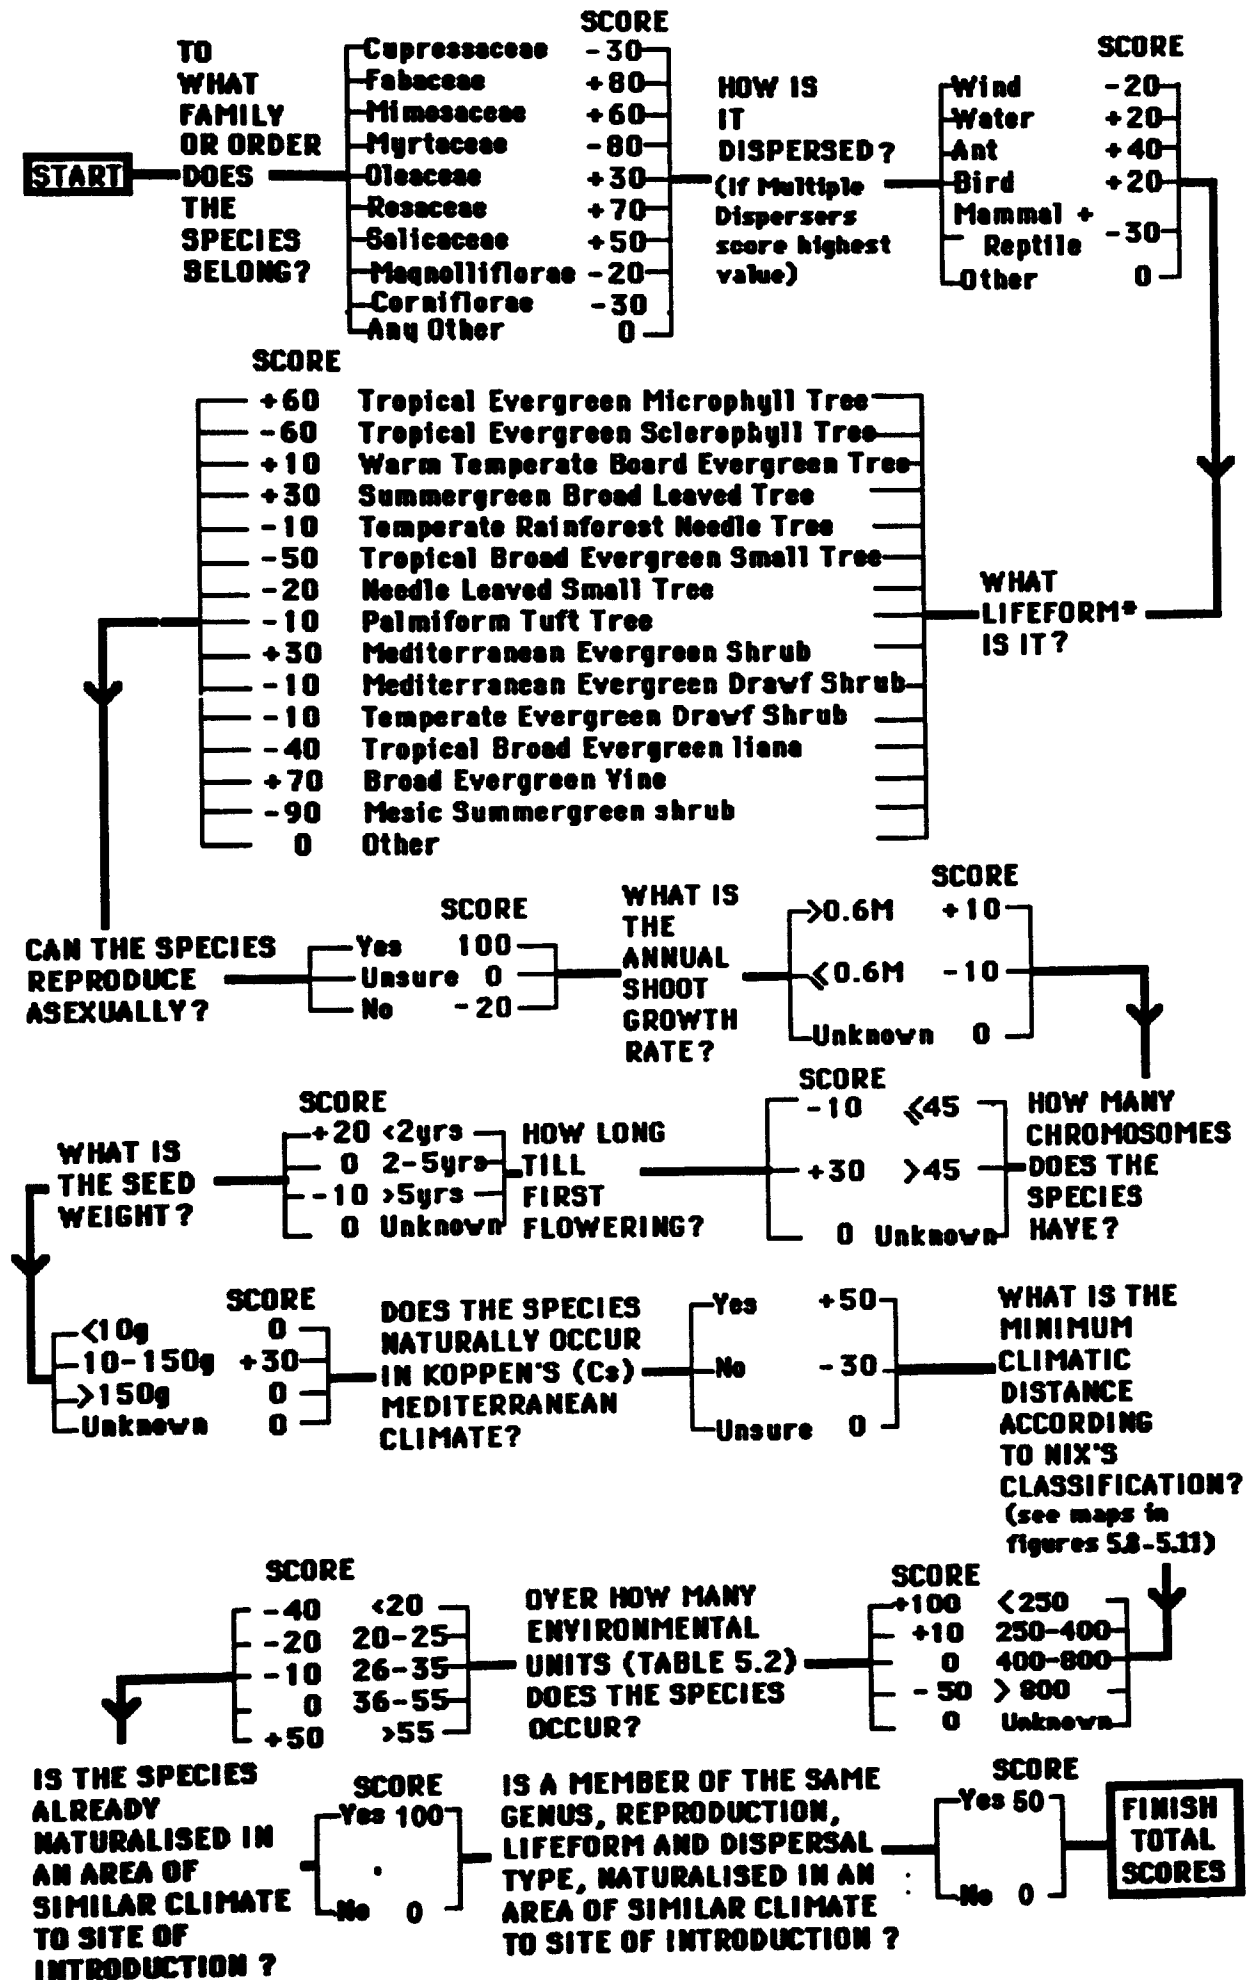 START
TO
WHAT
FAMILY
OR ORDER
DOES
THE
SPECIES
BELONG?
SCORE
Cupressaceae -30
Fabaceae +80
Mimosaceae +60
Myrtaceae -80
Oleaceae +30
Rosaceae +70
Salicaceae +50
Magnolliflorae -20
Corniflorae -30
Any Other 0
HOW IS
IT
DISPERSED?
(If Multiple
Dispersers
score highest
value)
SCORE
Wind -20
Water +20
Ant +40
Bird +20
Mammal +
Reptile -30
Other 0
WHAT
LIFEFORM*
IS IT?
SCORE
+60 Tropical Evergreen Microphyll Tree
-60 Tropical Evergreen Sclerophyll Tree
+10 Warm Temperate Board Evergreen Tree
+30 Summergreen Broad Leaved Tree
-10 Temperate Rainforest Needle Tree
-50 Tropical Broad Evergreen Small Tree
-20 Needle Leaved Small Tree
-10 Palmiform Tuft Tree
+30 Mediterranean Evergreen Shrub
-10 Mediterranean Evergreen Drawf Shrub
-10 Temperate Evergreen Drawf Shrub
-40 Tropical Broad Evergreen liana
+70 Broad Evergreen Vine
-90 Mesic Summergreen shrub
0 Other
CAN THE SPECIES
REPRODUCE
ASEXUALLY?
SCORE
Yes 100
Unsure 0
No -20
WHAT IS
THE
ANNUAL
SHOOT
GROWTH
RATE?
SCORE
>0.6M +10
≤0.6M -10
Unknown 0
HOW MANY
CHROMOSOMES
DOES THE
SPECIES
HAVE?
SCORE
-10 ≤45
+30 >45
0 Unknown
HOW LONG
TILL
FIRST
FLOWERING?
SCORE
+20 <2yrs
0 2-5yrs
-10 >5yrs
0 Unknown
WHAT IS
THE SEED
WEIGHT?
SCORE
<10g 0
10-150g +30
>150g 0
Unknown 0
DOES THE SPECIES
NATURALLY OCCUR
IN KOPPEN'S (Cs)
MEDITERRANEAN
CLIMATE?
Yes +50
No -30
Unsure 0
WHAT IS THE
MINIMUM
CLIMATIC
DISTANCE
ACCORDING
TO NIX'S
CLASSIFICATION?
(see maps in
figures 5.8-5.11)
SCORE
+100 <250
+10 250-400
0 400-800
-50 >800
0 Unknown
OVER HOW MANY
ENVIRONMENTAL
UNITS (TABLE 5.2)
DOES THE SPECIES
OCCUR?
SCORE
-40 <20
-20 20-25
-10 26-35
0 36-55
+50 >55
IS THE SPECIES
ALREADY
NATURALISED IN
AN AREA OF
SIMILAR CLIMATE
TO SITE OF
INTRODUCTION ?
SCORE
Yes 100
No 0
IS A MEMBER OF THE SAME
GENUS, REPRODUCTION,
LIFEFORM AND DISPERSAL
TYPE, NATURALISED IN AN
AREA OF SIMILAR CLIMATE
TO SITE OF INTRODUCTION ?
SCORE
Yes 50
No 0
FINISH
TOTAL
SCORES